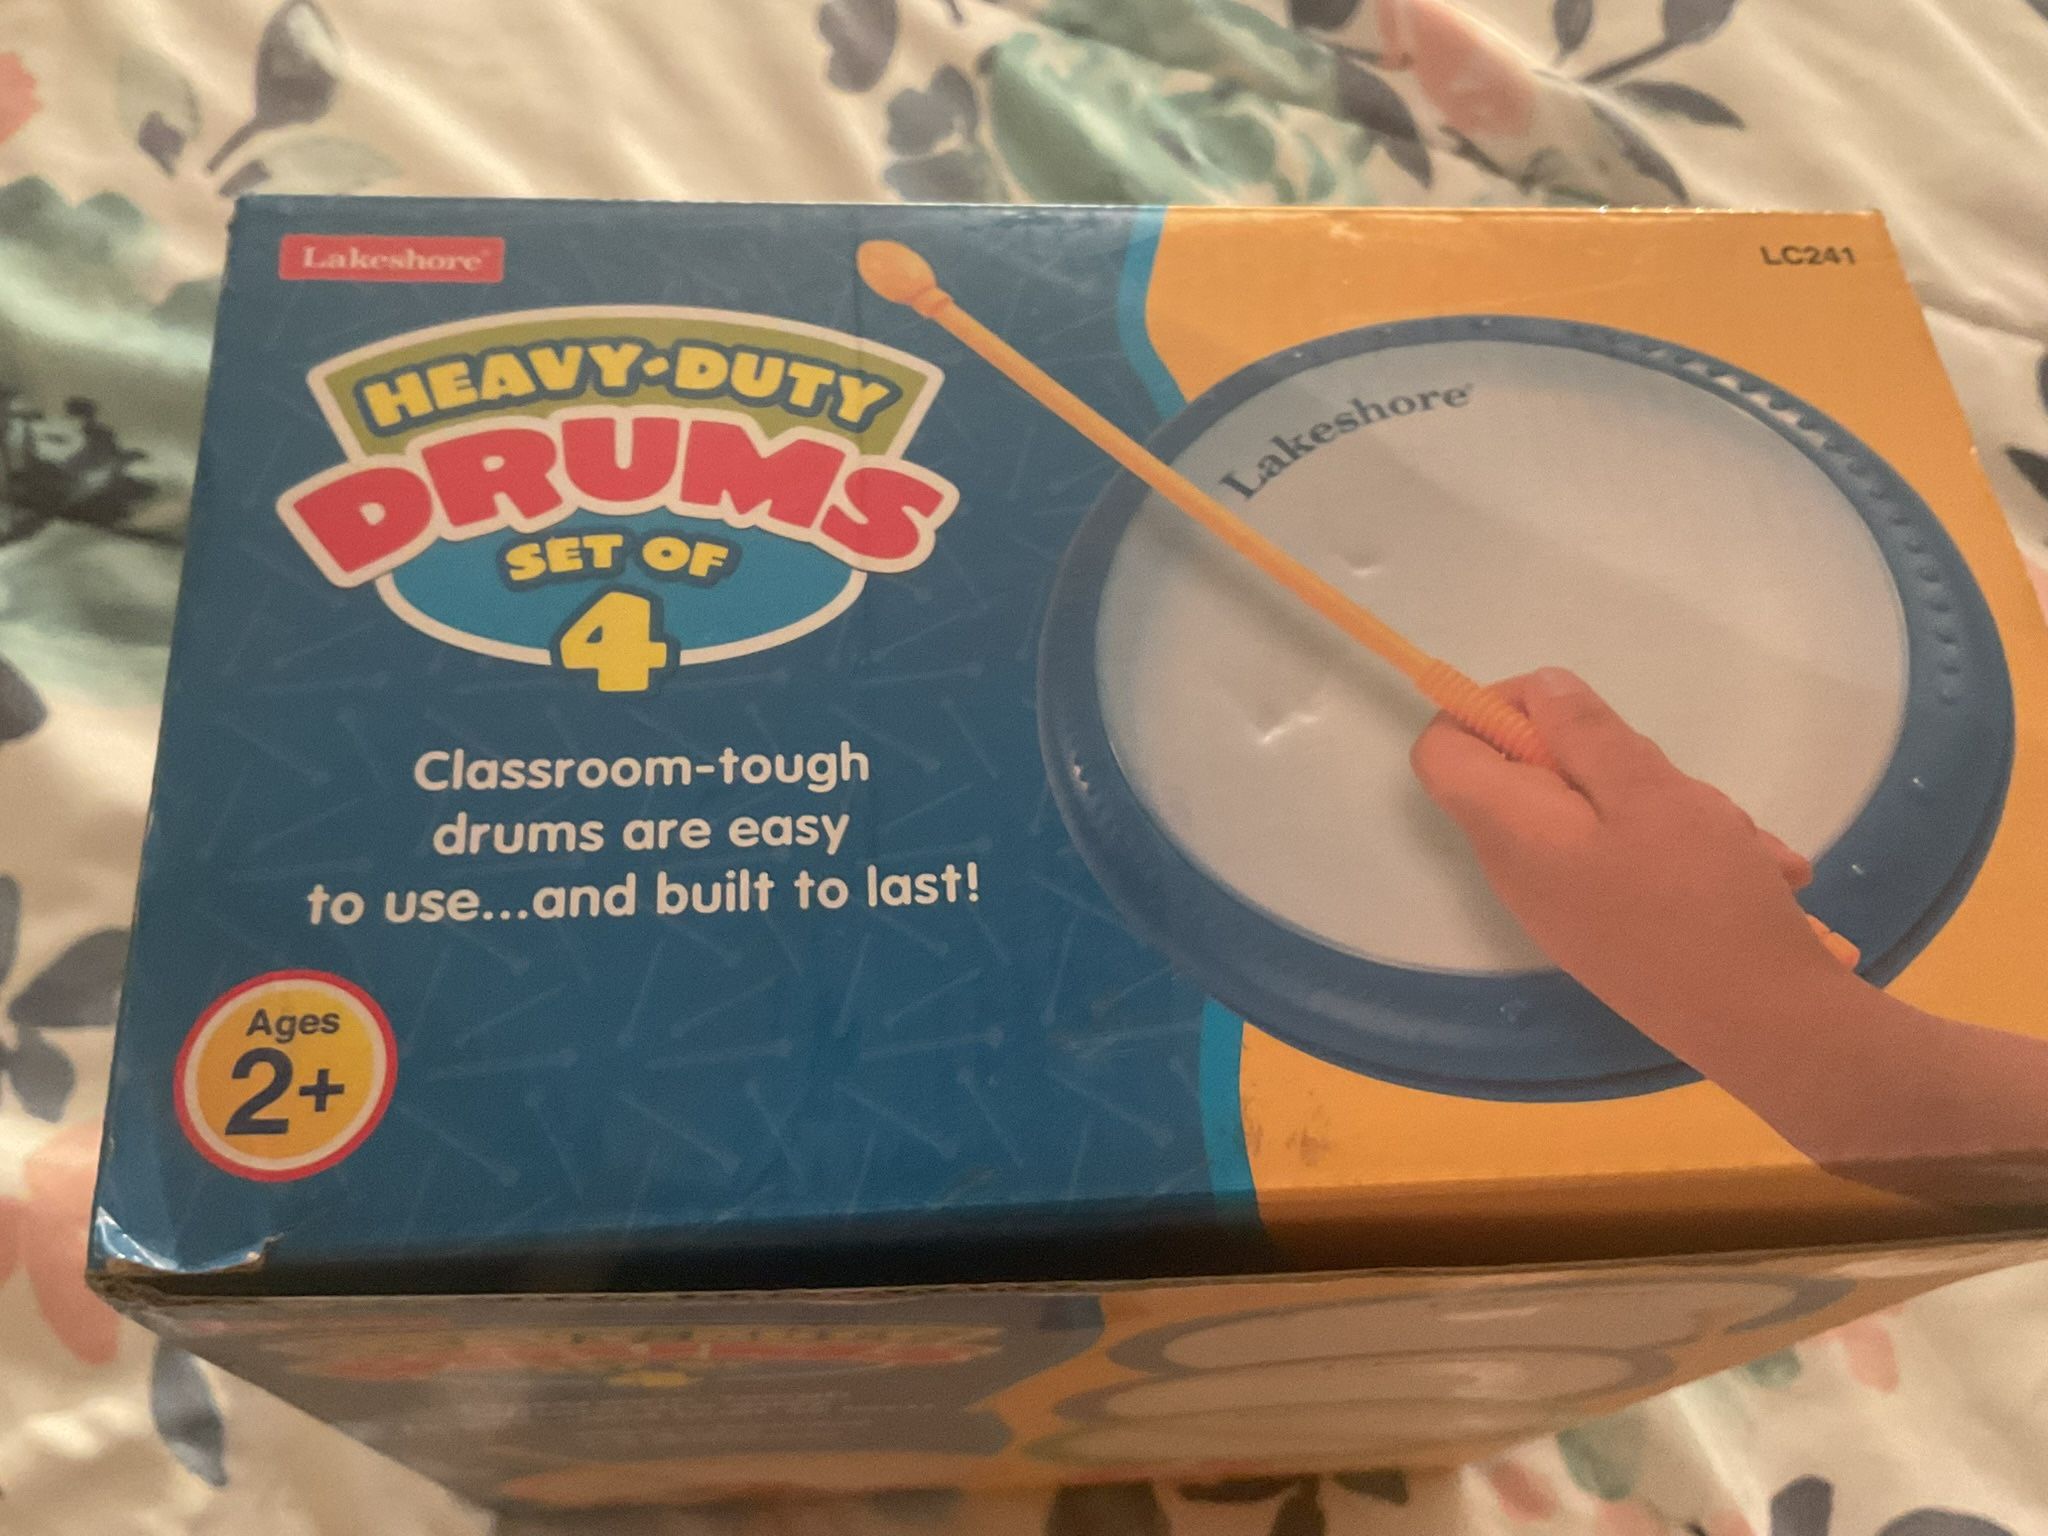 Lakeshore
LC241
HEAVY•DUTY
DRUMS
SET OF
4
Lakeshore
Classroom-tough
drums are easy
to use...and built to last!
Ages
2+